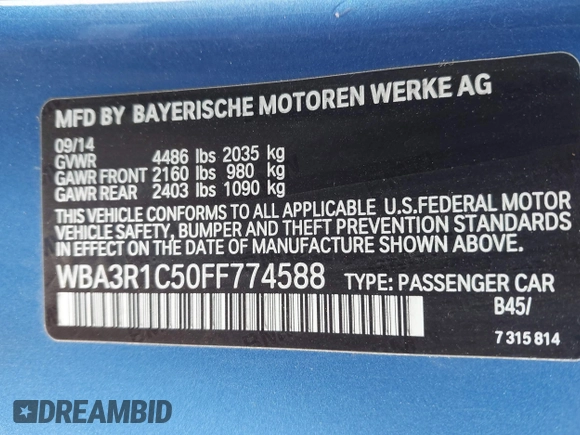 MFD BY BAYERISCHE MOTOREN WERKE AG
09/14
GVWR 4486 lbs 2035 kg
GAWR FRONT 2160 lbs 980 kg
GAWR REAR 2403 lbs 1090 kg
THIS VEHICLE CONFORMS TO ALL APPLICABLE U.S.FEDERAL MOTOR
VEHICLE SAFETY, BUMPER AND THEFT PREVENTION STANDARDS
IN EFFECT ON THE DATE OF MANUFACTURE SHOWN ABOVE.
WBA3R1C50FF774588 TYPE: PASSENGER CAR
B45/
7 315 814
DREAMBID